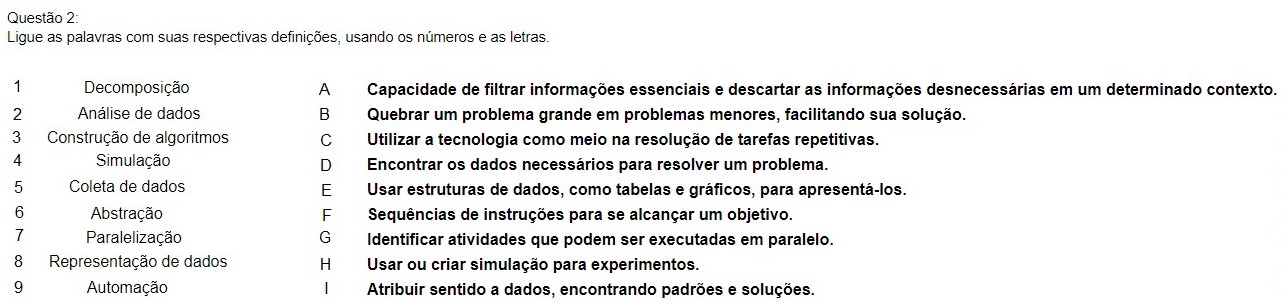 Questão 2:
Ligue as palavras com suas respectivas definições, usando os números e as letras.
1 Decomposição A Capacidade de filtrar informações essenciais e descartar as informações desnecessárias em um determinado contexto.
2 Análise de dados B Quebrar um problema grande em problemas menores, facilitando sua solução.
3 Construção de algoritmos C Utilizar a tecnologia como meio na resolução de tarefas repetitivas.
4 Simulação D Encontrar os dados necessários para resolver um problema.
5 Coleta de dados E Usar estruturas de dados, como tabelas e gráficos, para apresentá-los.
6 Abstração F Sequências de instruções para se alcançar um objetivo.
7 Paralelização G Identificar atividades que podem ser executadas em paralelo.
8 Representação de dados H Usar ou criar simulação para experimentos.
9 Automação I Atribuir sentido a dados, encontrando padrões e soluções.